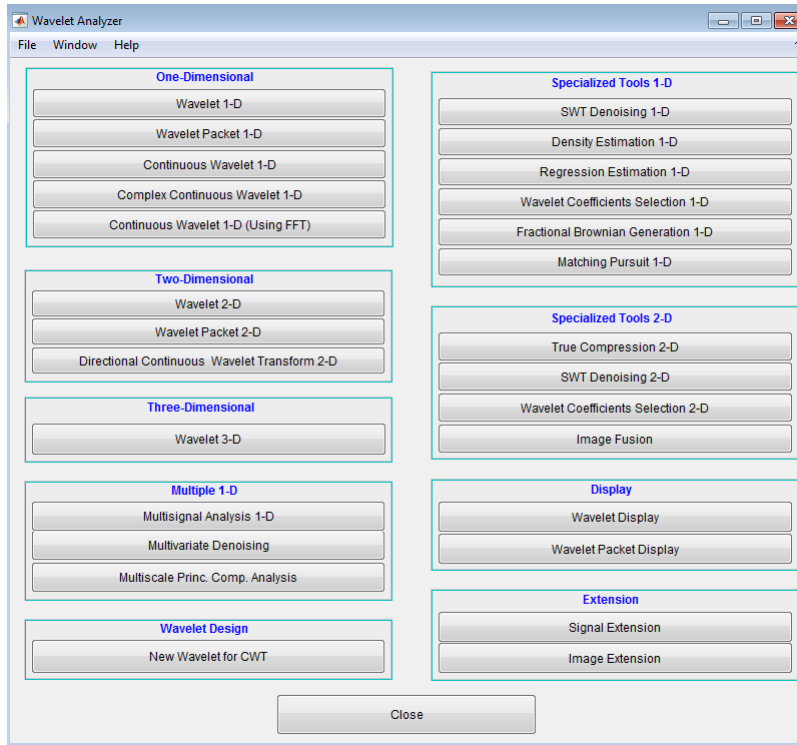 Wavelet Analyzer
File Window Help
One-Dimensional
Wavelet 1-D
Wavelet Packet 1-D
Continuous Wavelet 1-D
Complex Continuous Wavelet 1-D
Continuous Wavelet 1-D (Using FFT)
Two-Dimensional
Wavelet 2-D
Wavelet Packet 2-D
Directional Continuous Wavelet Transform 2-D
Three-Dimensional
Wavelet 3-D
Multiple 1-D
Multisignal Analysis 1-D
Multivariate Denoising
Multiscale Princ. Comp. Analysis
Wavelet Design
New Wavelet for CWT
Specialized Tools 1-D
SWT Denoising 1-D
Density Estimation 1-D
Regression Estimation 1-D
Wavelet Coefficients Selection 1-D
Fractional Brownian Generation 1-D
Matching Pursuit 1-D
Specialized Tools 2-D
True Compression 2-D
SWT Denoising 2-D
Wavelet Coefficients Selection 2-D
Image Fusion
Display
Wavelet Display
Wavelet Packet Display
Extension
Signal Extension
Image Extension
Close